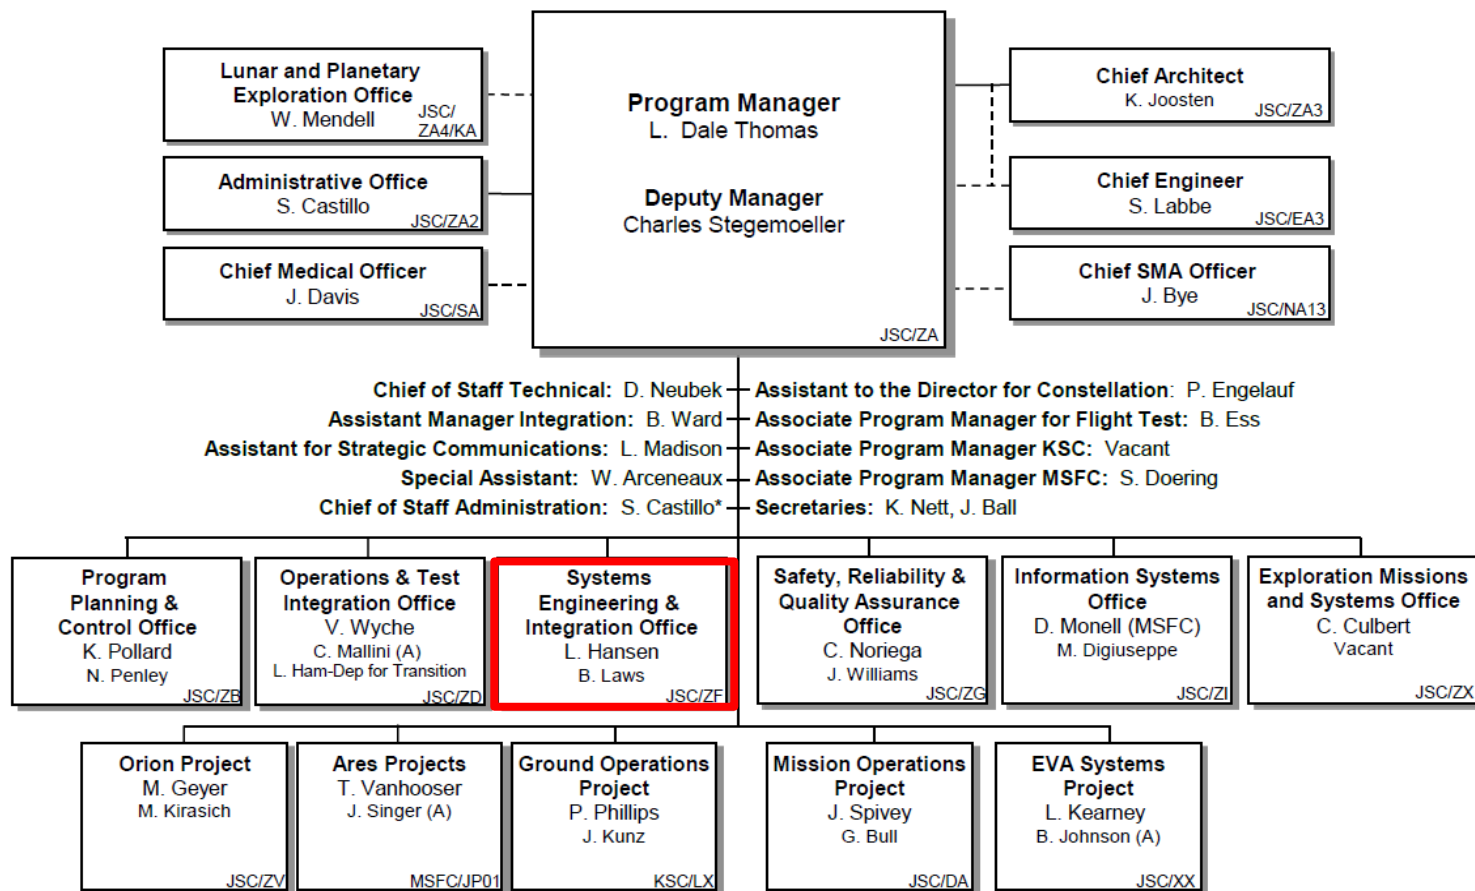 Lunar and Planetary
Exploration Office
W. Mendell
JSC/
ZA4/KA
Administrative Office
S. Castillo
JSC/ZA2
Chief Medical Officer
J. Davis
JSC/SA
Program Manager
L. Dale Thomas
Deputy Manager
Charles Stegemoeller
JSC/ZA
Chief Architect
K. Joosten
JSC/ZA3
Chief Engineer
S. Labbe
JSC/EA3
Chief SMA Officer
J. Bye
JSC/NA13
Chief of Staff Technical: D. Neubek
Assistant Manager Integration: B. Ward
Assistant for Strategic Communications: L. Madison
Special Assistant: W. Arceneaux
Chief of Staff Administration: S. Castillo*
Assistant to the Director for Constellation: P. Engelauf
Associate Program Manager for Flight Test: B. Ess
Associate Program Manager KSC: Vacant
Associate Program Manager MSFC: S. Doering
Secretaries: K. Nett, J. Ball
Program
Planning &
Control Office
K. Pollard
N. Penley
JSC/ZB
Operations & Test
Integration Office
V. Wyche
C. Mallini (A)
L. Ham-Dep for Transition
JSC/ZD
Systems
Engineering &
Integration Office
L. Hansen
B. Laws
JSC/ZF
Safety, Reliability &
Quality Assurance
Office
C. Noriega
J. Williams
JSC/ZG
Information Systems
Office
D. Monell (MSFC)
M. Digiuseppe
JSC/ZI
Exploration Missions
and Systems Office
C. Culbert
Vacant
JSC/ZX
Orion Project
M. Geyer
M. Kirasich
JSC/ZV
Ares Projects
T. Vanhooser
J. Singer (A)
MSFC/JP01
Ground Operations
Project
P. Phillips
J. Kunz
KSC/LX
Mission Operations
Project
J. Spivey
G. Bull
JSC/DA
EVA Systems
Project
L. Kearney
B. Johnson (A)
JSC/XX